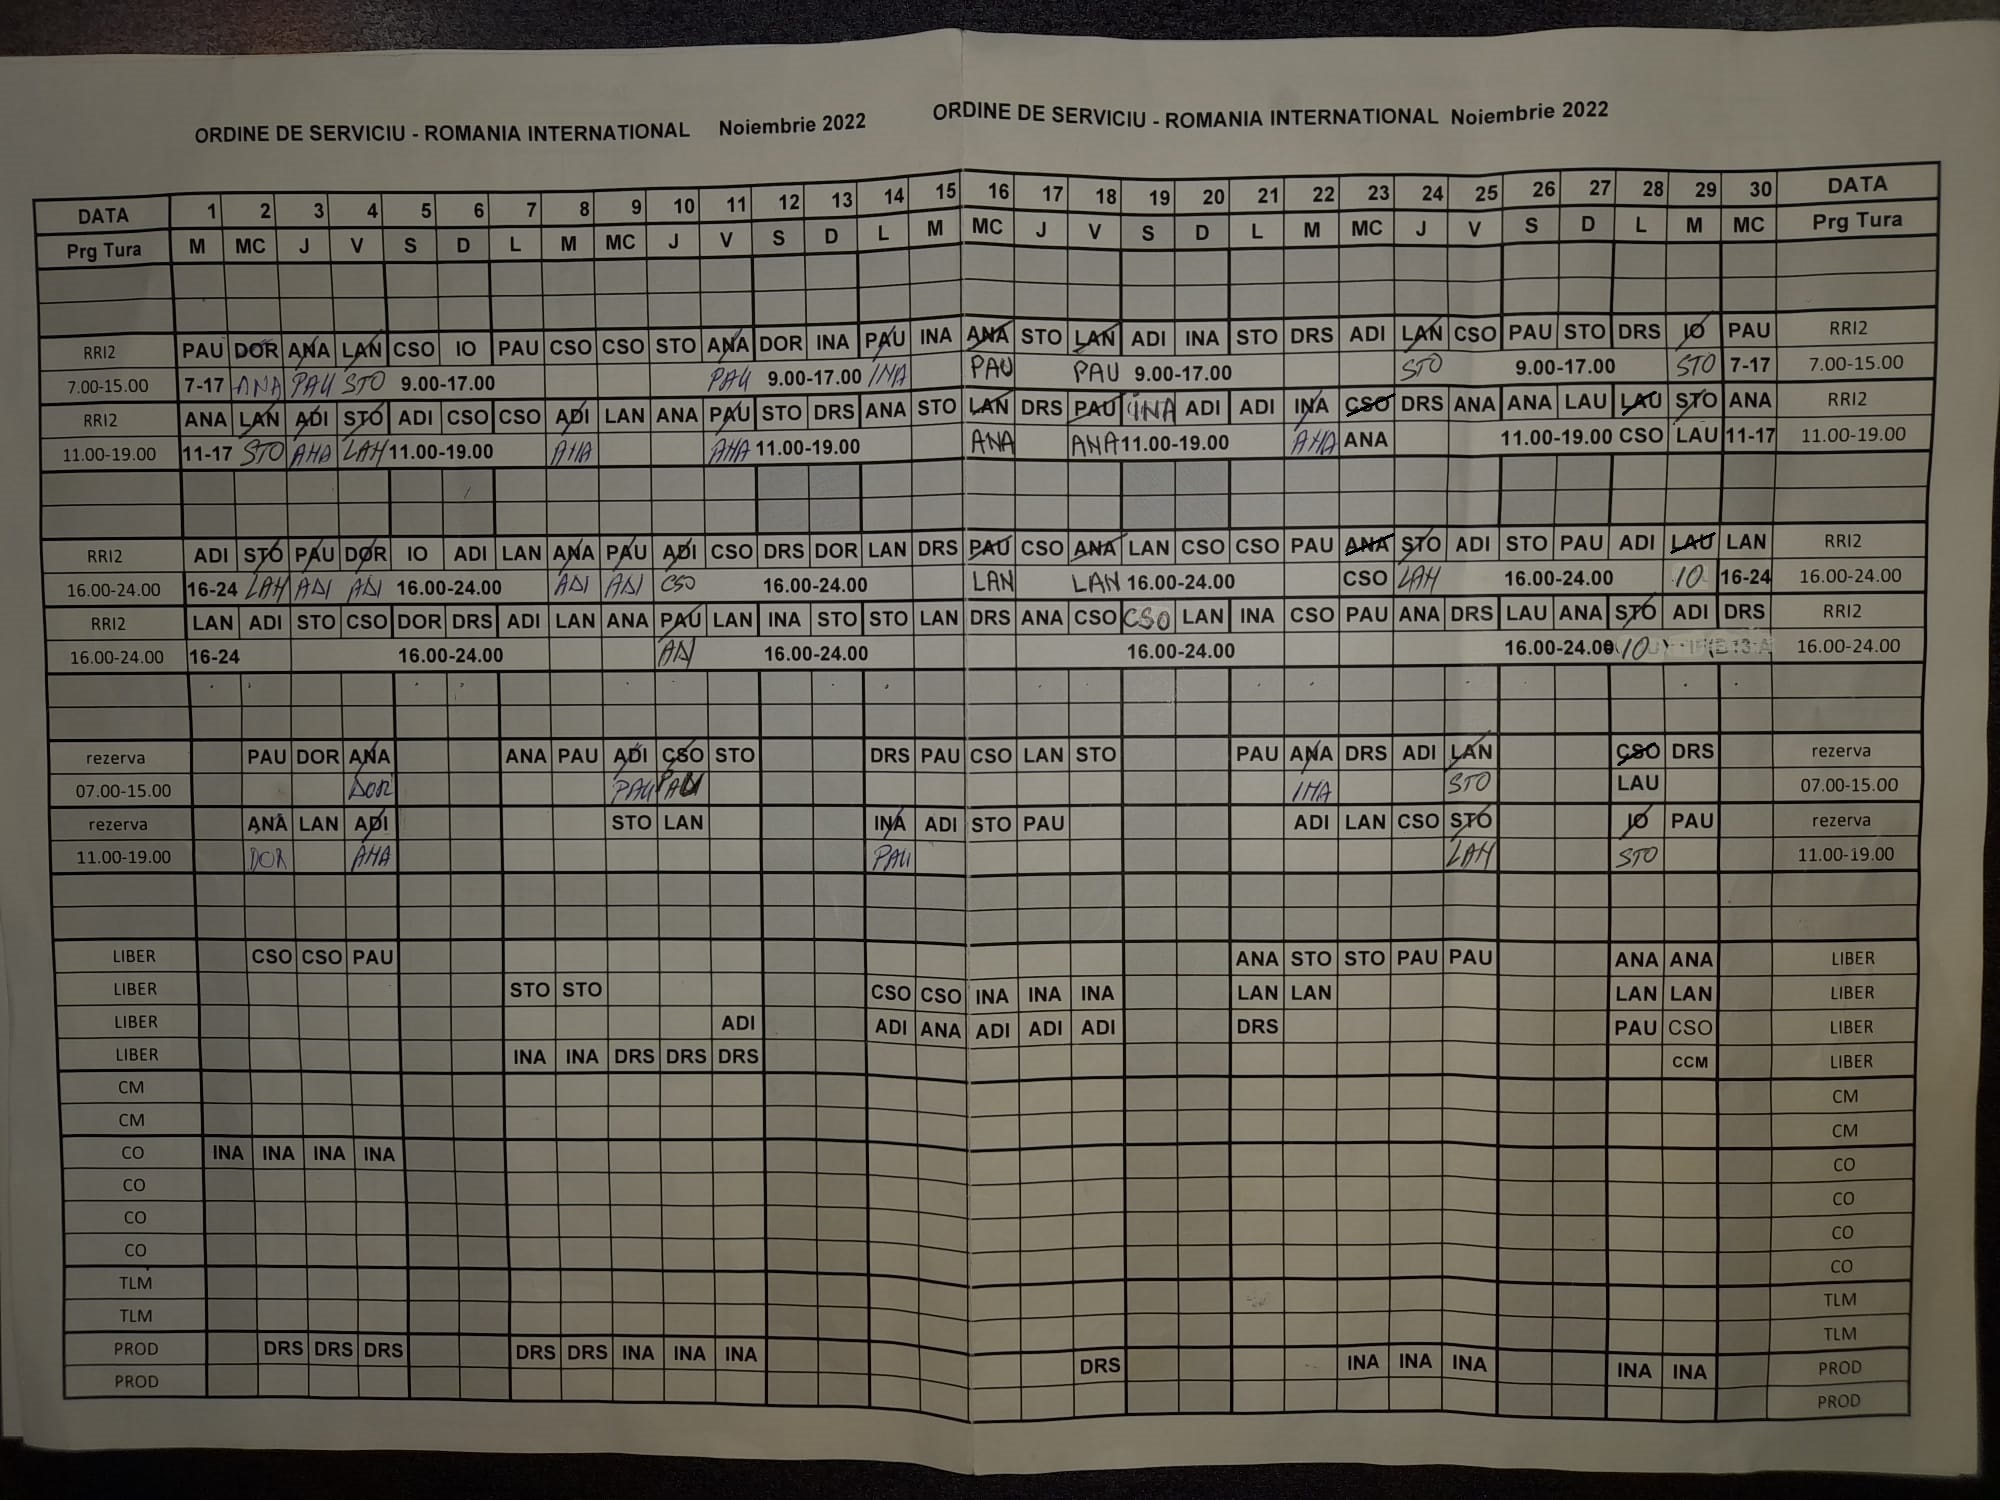 ORDINE DE SERVICIU - ROMANIA INTERNATIONAL Noiembrie 2022 ORDINE DE SERVICIU - ROMANIA INTERNATIONAL Noiembrie 2022
DATA 1 2 3 4 5 6 7 8 9 10 11 12 13 14 15 16 17 18 19 20 21 22 23 24 25 26 27 28 29 30 DATA
Prg Tura M MC J V S D L M MC J V S D L M MC J V S D L M MC J V S D L M MC Prg Tura
RRI2 PAU DOR ANA LAN CSO IO PAU CSO CSO STO ANA DOR INA PAU INA ANA STO LAN ADI INA STO DRS ADI LAN CSO PAU STO DRS IO PAU RRI2
7.00-15.00 7-17 ANA PAU STO 9.00-17.00 PAU 9.00-17.00 INA PAU PAU 9.00-17.00 STO 9.00-17.00 STO 7-17 7.00-15.00
RRI2 ANA LAN ADI STO ADI CSO CSO ADI LAN ANA PAU STO DRS ANA STO LAN DRS PAU INA ADI ADI INA CSO DRS ANA ANA LAU LAU STO ANA RRI2
11.00-19.00 11-17 STO ANA LAN 11.00-19.00 ANA ANA 11.00-19.00 ANA ANA 11.00-19.00 ANA ANA 11.00-19.00 CSO LAU 11-17 11.00-19.00
RRI2 ADI STO PAU DOR IO ADI LAN ANA PAU ADI CSO DRS DOR LAN DRS PAU CSO ANA LAN CSO CSO PAU ANA STO ADI STO PAU ADI LAU LAN RRI2
16.00-24.00 16-24 LAN ADI ADI 16.00-24.00 ADI ADI CSO 16.00-24.00 LAN LAN 16.00-24.00 CSO LAN 16.00-24.00 IO 16-24 16.00-24.00
RRI2 LAN ADI STO CSO DOR DRS ADI LAN ANA PAU LAN INA STO STO LAN DRS ANA CSO CSO LAN INA CSO PAU ANA DRS LAU ANA STO ADI DRS RRI2
16.00-24.00 16-24 16.00-24.00 ADI 16.00-24.00 16.00-24.00 16.00-24.00 IO 16.00-24.00
rezerva PAU DOR ANA ANA PAU ADI CSO STO DRS PAU CSO LAN STO PAU ANA DRS ADI LAN CSO DRS rezerva
07.00-15.00 DOR PAU PAU INA STO LAU 07.00-15.00
rezerva ANA LAN ADI STO LAN INA ADI STO PAU ADI LAN CSO STO IO PAU rezerva
11.00-19.00 DOR ANA PAU LAN STO 11.00-19.00
LIBER CSO CSO PAU ANA STO STO PAU PAU ANA ANA LIBER
LIBER STO STO CSO CSO INA INA INA LAN LAN LAN LAN LIBER
LIBER ADI ADI ANA ADI ADI ADI DRS PAU CSO LIBER
LIBER INA INA DRS DRS DRS CCM LIBER
CM CM
CM CM
CO INA INA INA INA CO
CO CO
CO CO
CO CO
TLM TLM
TLM TLM
PROD DRS DRS DRS DRS DRS INA INA INA DRS INA INA INA INA INA PROD
PROD PROD